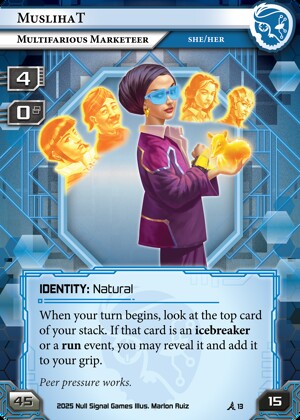 MuslihaT
Multifarious Marketeer
she/her
4
0
IDENTITY: Natural
When your turn begins, look at the top card
of your stack. If that card is an icebreaker
or a run event, you may reveal it and add it
to your grip.
Peer pressure works.
45
2025 Null Signal Games Illus. Marlon Ruiz
13
15